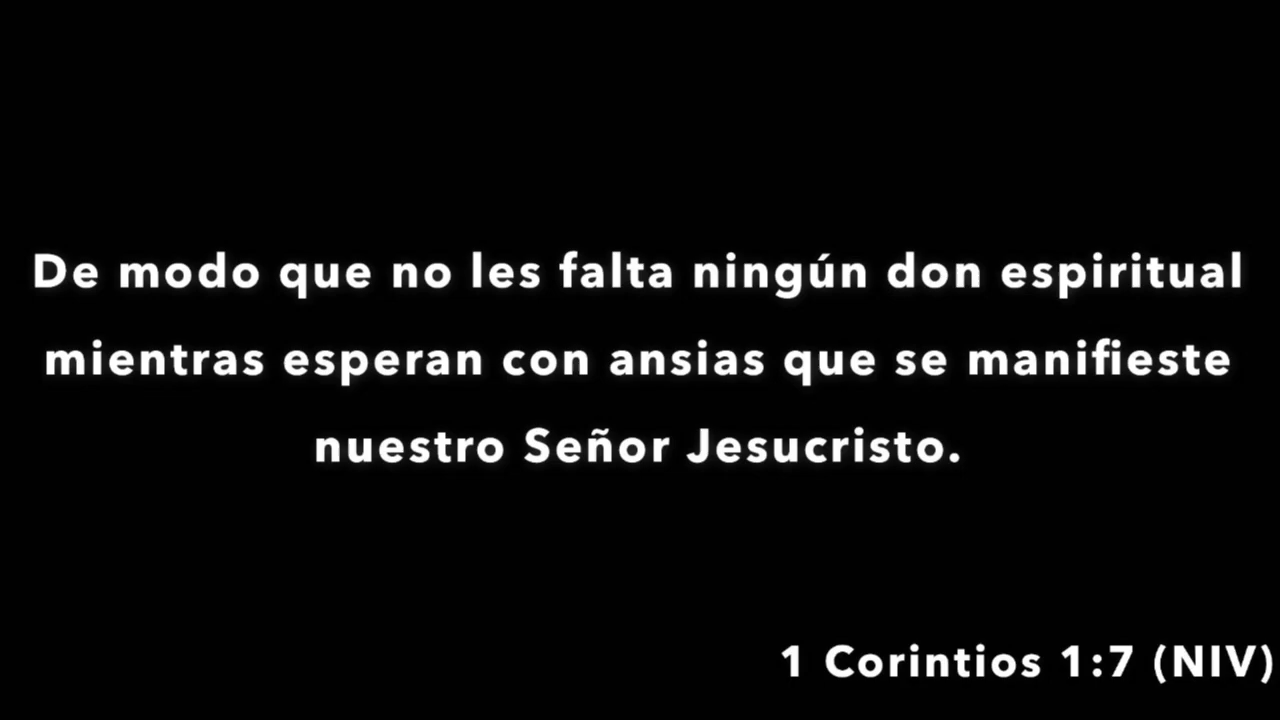 De modo que no les falta ningún don espiritual
mientras esperan con ansias que se manifieste
nuestro Señor Jesucristo.
1 Corintios 1:7 (NIV)